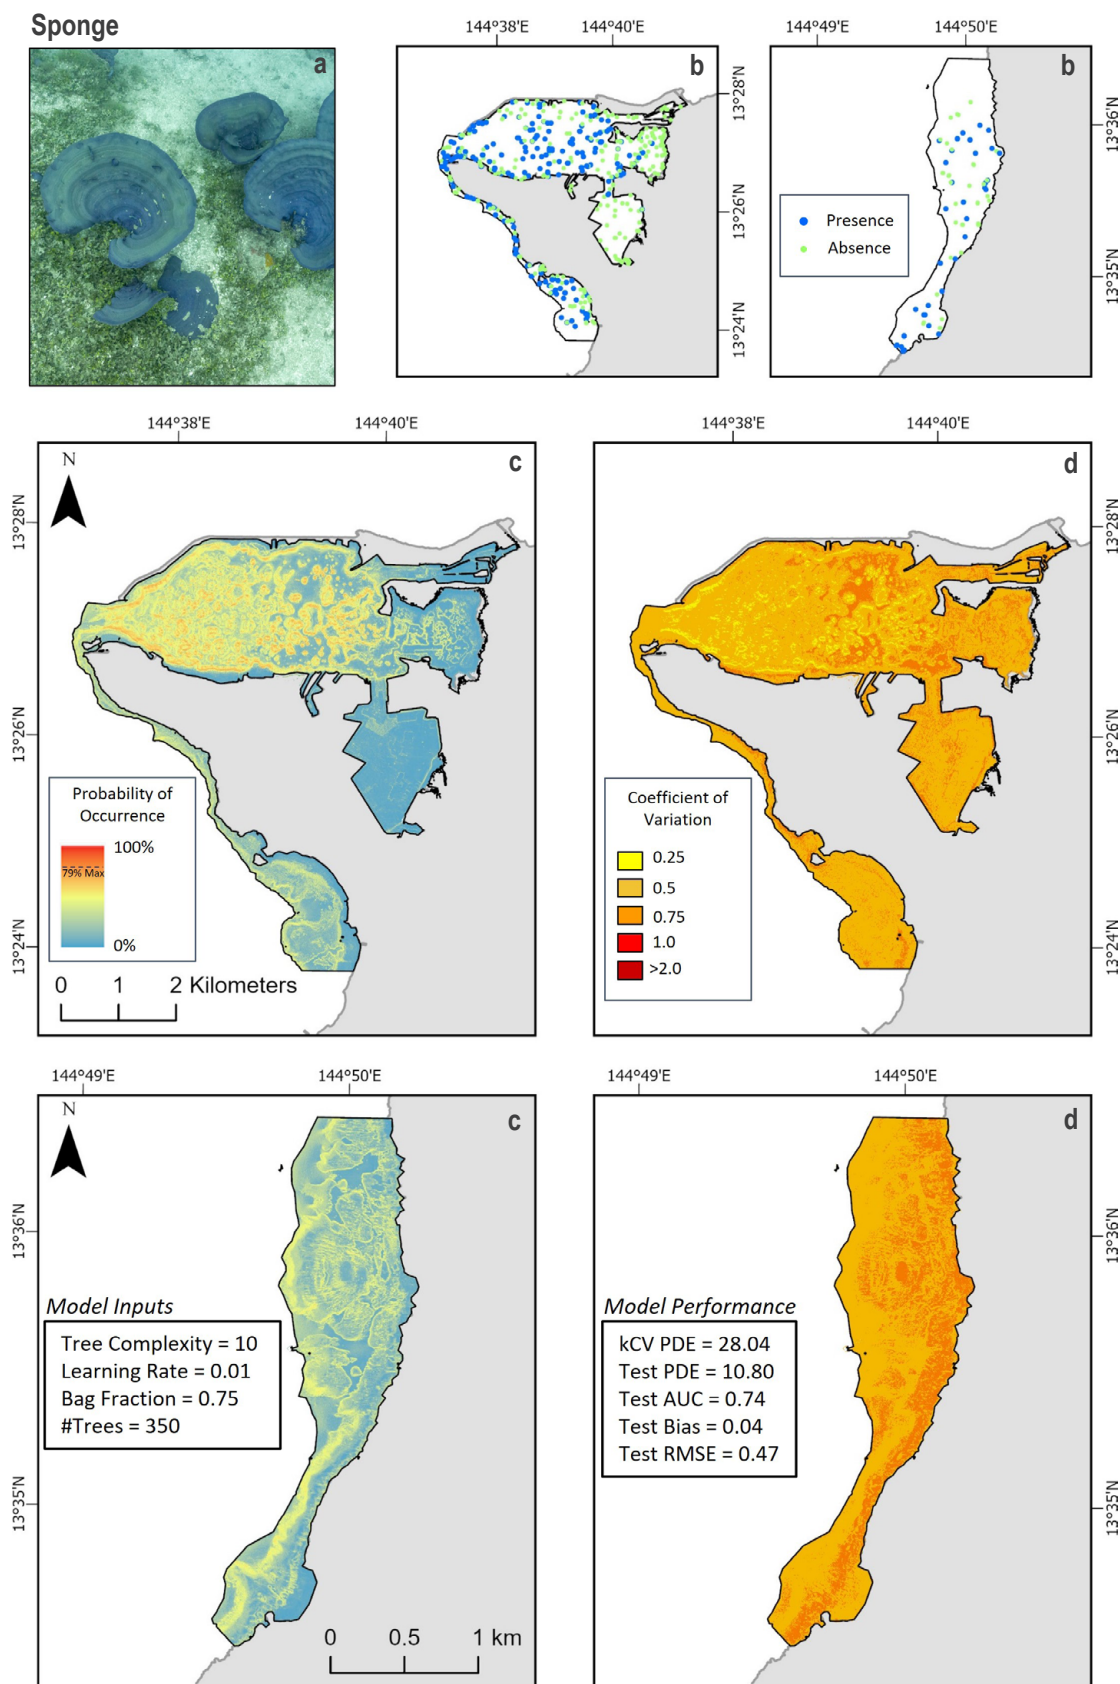 Sponge
a
144°38'E 144°40'E
b
13°28'N
13°26'N
13°24'N
144°49'E 144°50'E
b
Presence
Absence
13°36'N
13°35'N
144°38'E 144°40'E
N
c
13°28'N
13°26'N
13°24'N
Probability of
Occurrence
100%
79% Max
0%
0 1 2 Kilometers
144°38'E 144°40'E
d
13°28'N
13°26'N
13°24'N
Coefficient of
Variation
0.25
0.5
0.75
1.0
>2.0
144°49'E 144°50'E
N
c
13°36'N
13°35'N
Model Inputs
Tree Complexity = 10
Learning Rate = 0.01
Bag Fraction = 0.75
#Trees = 350
0 0.5 1 km
144°49'E 144°50'E
d
13°36'N
13°35'N
Model Performance
kCV PDE = 28.04
Test PDE = 10.80
Test AUC = 0.74
Test Bias = 0.04
Test RMSE = 0.47